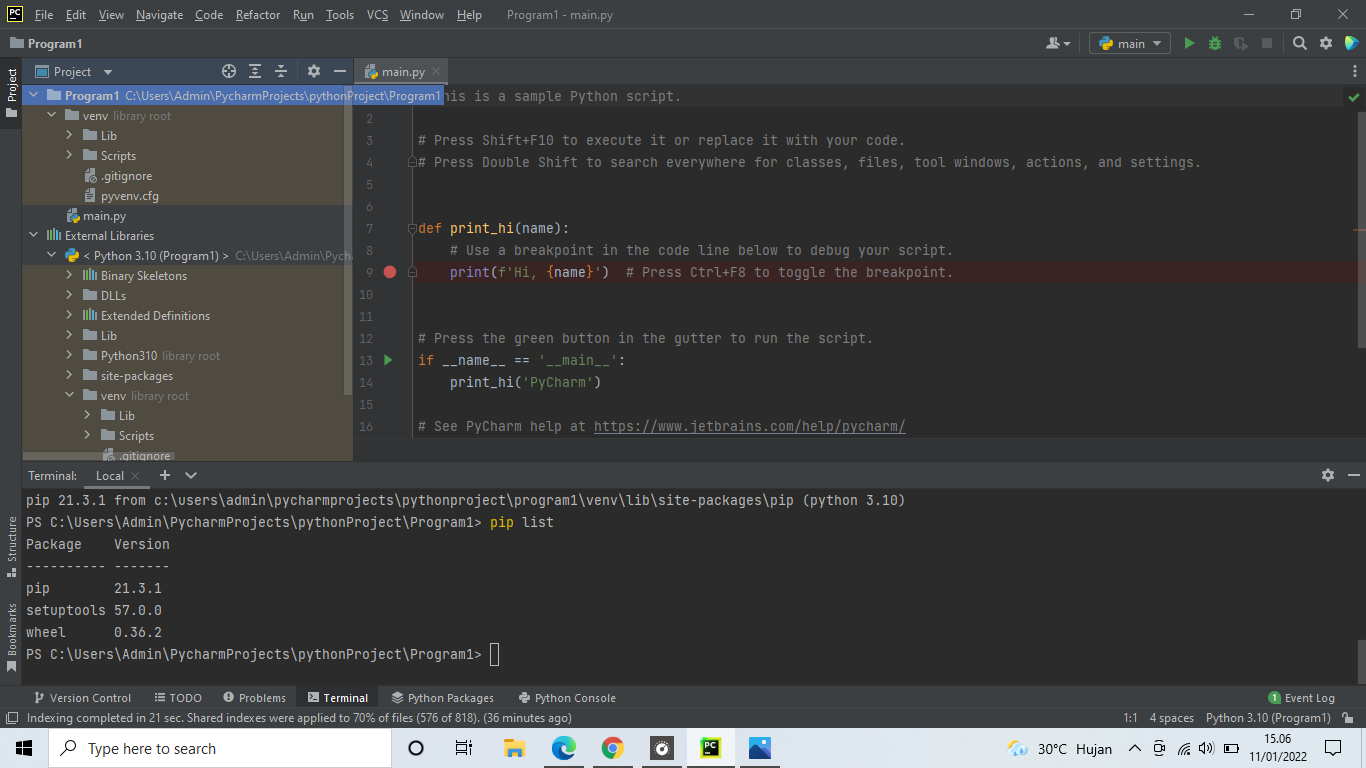 PC File Edit View Navigate Code Refactor Run Tools VCS Window Help Program1 - main.py
Program1 main
Project main.py
Program1 C:\Users\Admin\PycharmProjects\pythonProject\Program1
venv library root
Lib
Scripts
.gitignore
pyvenv.cfg
main.py
External Libraries
< Python 3.10 (Program1) > C:\Users\Admin\Pych
Binary Skeletons
DLLs
Extended Definitions
Lib
Python310 library root
site-packages
venv library root
Lib
Scripts
.gitignore
his is a sample Python script.
2
3 # Press Shift+F10 to execute it or replace it with your code.
4 # Press Double Shift to search everywhere for classes, files, tool windows, actions, and settings.
5
6
7 def print_hi(name):
8 # Use a breakpoint in the code line below to debug your script.
9 print(f'Hi, {name}') # Press Ctrl+F8 to toggle the breakpoint.
10
11
12 # Press the green button in the gutter to run the script.
13 if __name__ == '__main__':
14 print_hi('PyCharm')
15
16 # See PyCharm help at https://www.jetbrains.com/help/pycharm/
Project
Structure
Bookmarks
Terminal: Local
pip 21.3.1 from c:\users\admin\pycharmprojects\pythonproject\program1\venv\lib\site-packages\pip (python 3.10)
PS C:\Users\Admin\PycharmProjects\pythonProject\Program1> pip list
Package Version
---------- -------
pip 21.3.1
setuptools 57.0.0
wheel 0.36.2
PS C:\Users\Admin\PycharmProjects\pythonProject\Program1>
Version Control TODO Problems Terminal Python Packages Python Console 1 Event Log
Indexing completed in 21 sec. Shared indexes were applied to 70% of files (576 of 818). (36 minutes ago) 1:1 4 spaces Python 3.10 (Program1)
Type here to search PC 30°C Hujan 15.06
11/01/2022